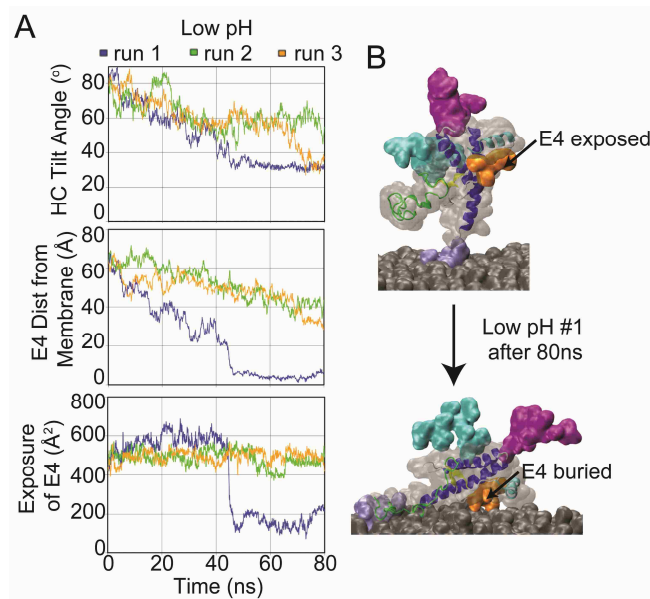 A
Low pH
run 1 run 2 run 3
HC Tilt Angle (º)
80
60
40
20
0
E4 Dist from
Membrane (Å)
80
60
40
20
0
Exposure
of E4 (Å²)
800
600
400
200
0
0 20 40 60 80
Time (ns)
B
E4 exposed
Low pH #1
after 80ns
E4 buried